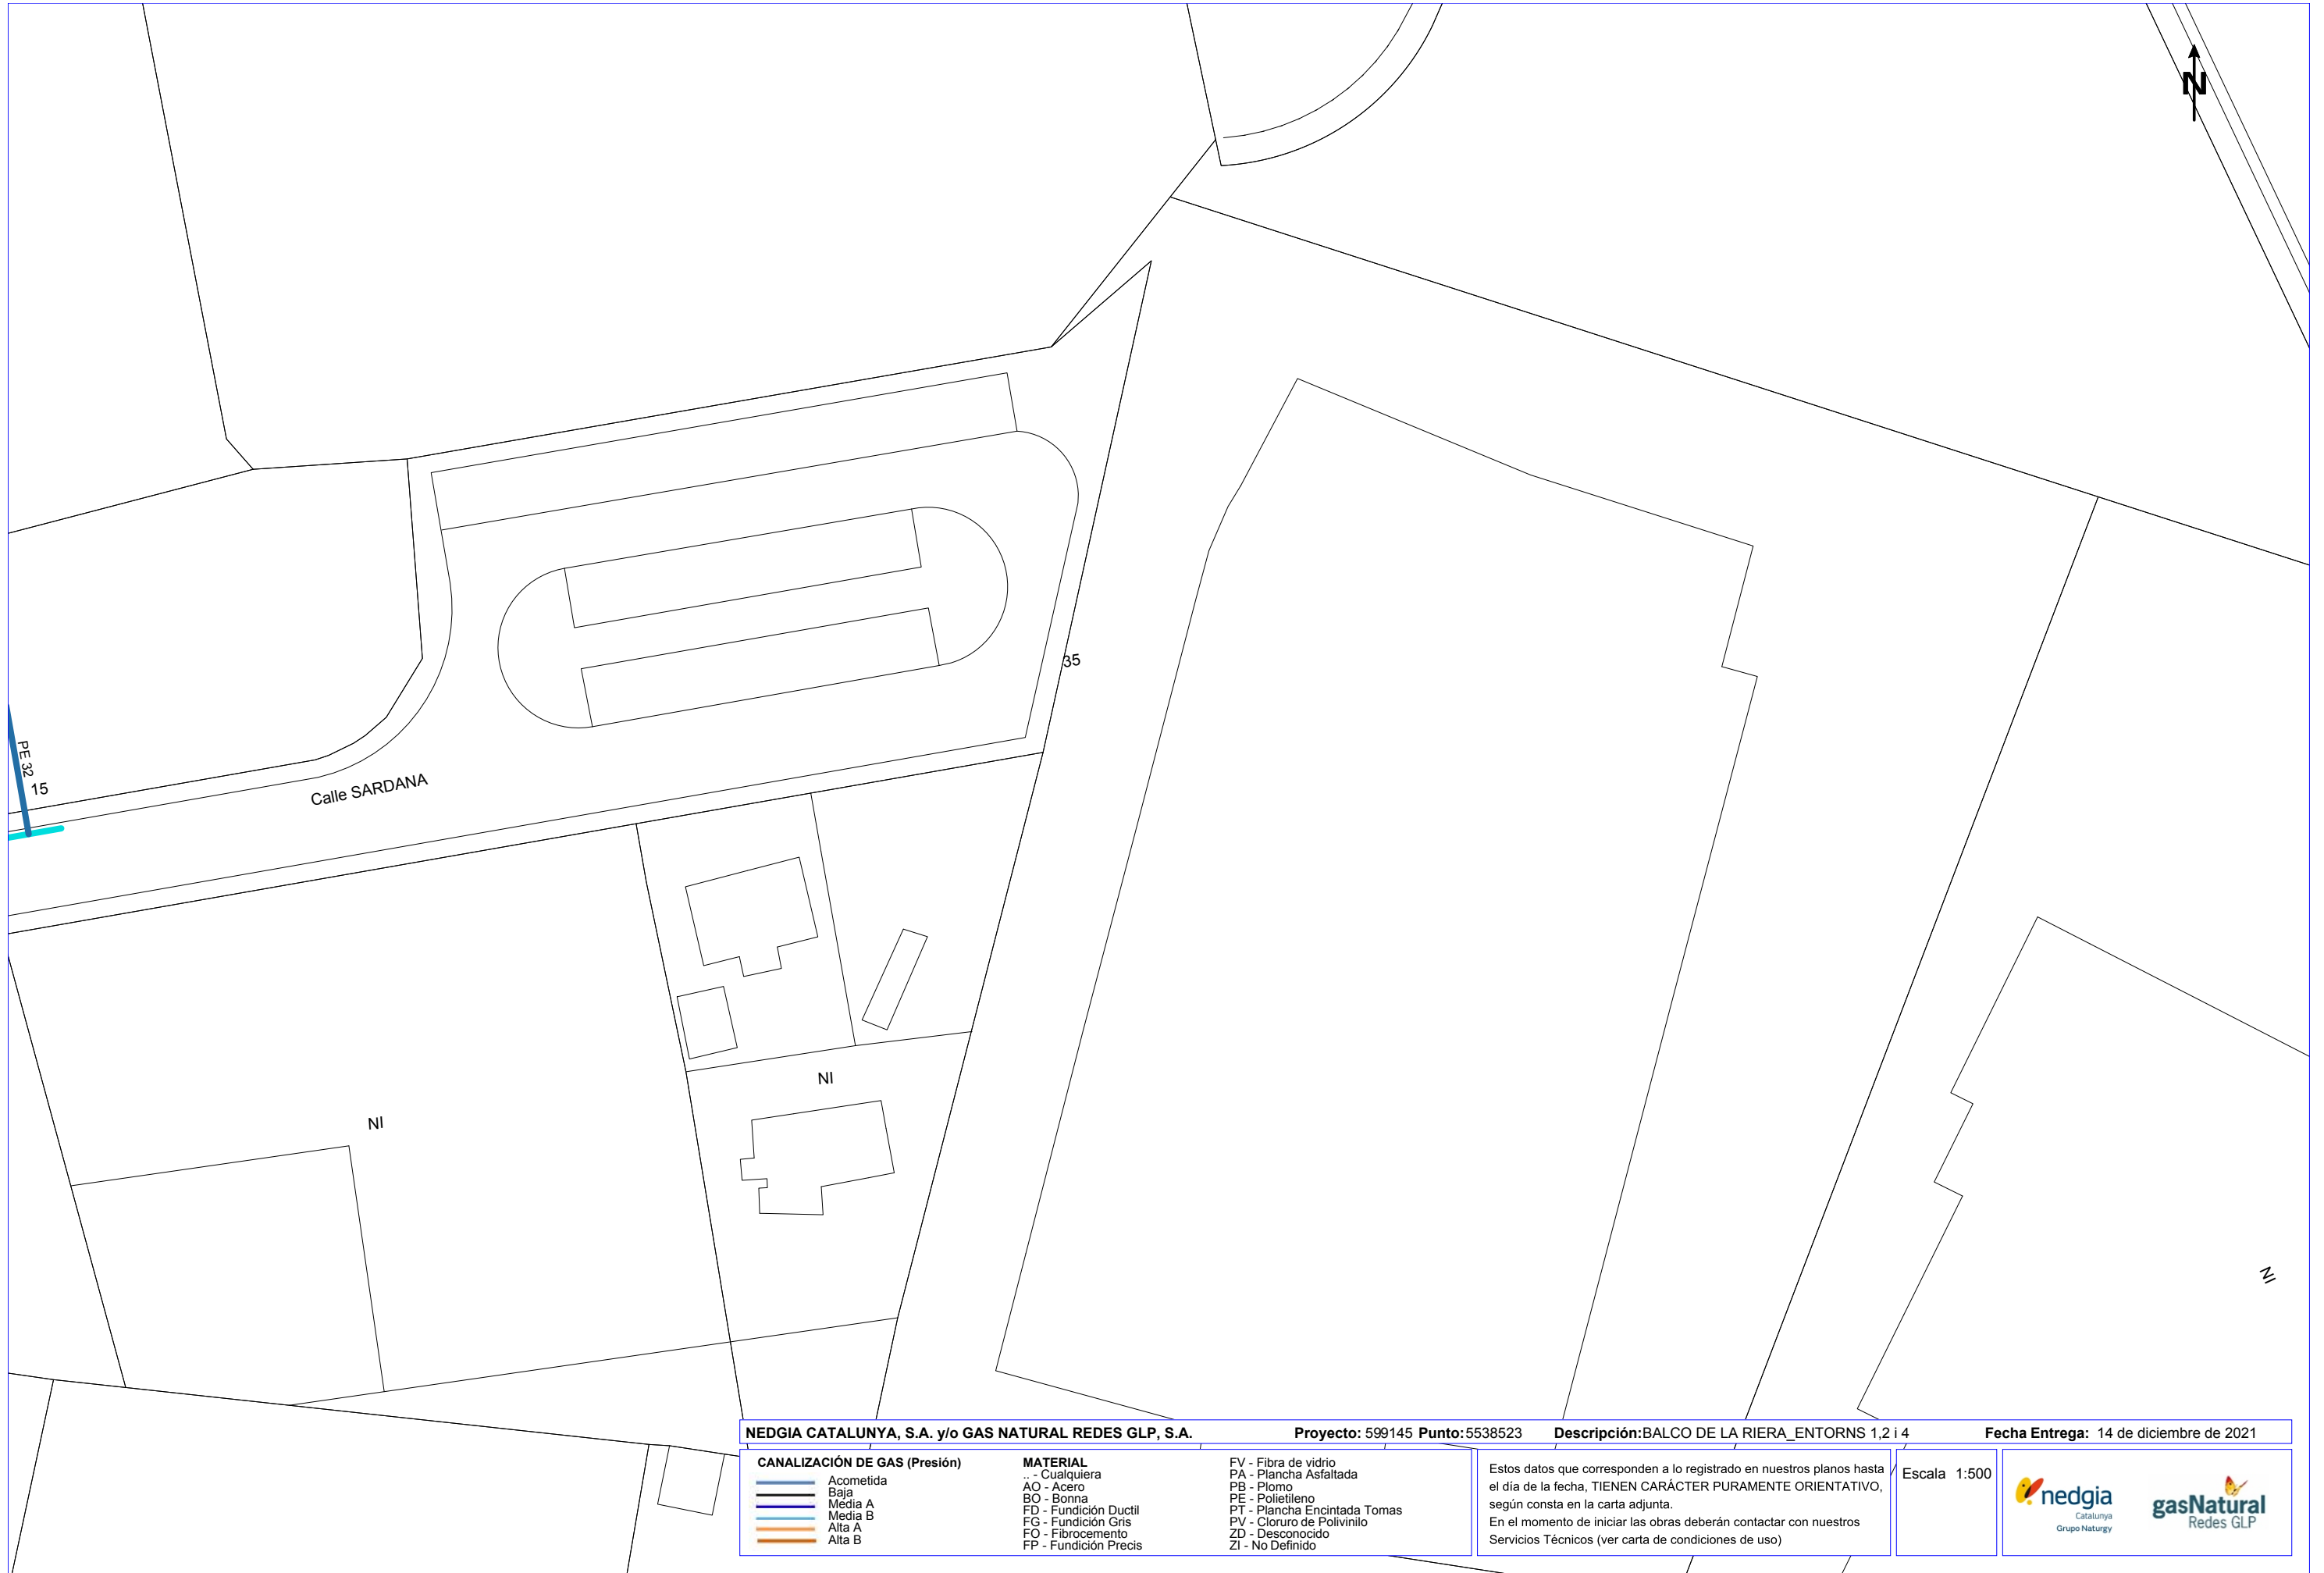 N
35
PE 32
15
Calle SARDANA
NI
NI
NI
NEDGIA CATALUNYA, S.A. y/o GAS NATURAL REDES GLP, S.A. Proyecto: 599145 Punto:5538523 Descripción:BALCO DE LA RIERA_ENTORNS 1,2 i 4 Fecha Entrega: 14 de diciembre de 2021
CANALIZACIÓN DE GAS (Presión)
Acometida
Baja
Media A
Media B
Alta A
Alta B
MATERIAL
.. - Cualquiera
AO - Acero
BO - Bonna
FD - Fundición Ductil
FG - Fundición Gris
FO - Fibrocemento
FP - Fundición Precis
FV - Fibra de vidrio
PA - Plancha Asfaltada
PB - Plomo
PE - Polietileno
PT - Plancha Encintada Tomas
PV - Cloruro de Polivinilo
ZD - Desconocido
ZI - No Definido
Estos datos que corresponden a lo registrado en nuestros planos hasta
el día de la fecha, TIENEN CARÁCTER PURAMENTE ORIENTATIVO,
según consta en la carta adjunta.
En el momento de iniciar las obras deberán contactar con nuestros
Servicios Técnicos (ver carta de condiciones de uso)
Escala 1:500
nedgia
Catalunya
Grupo Naturgy
gasNatural
Redes GLP